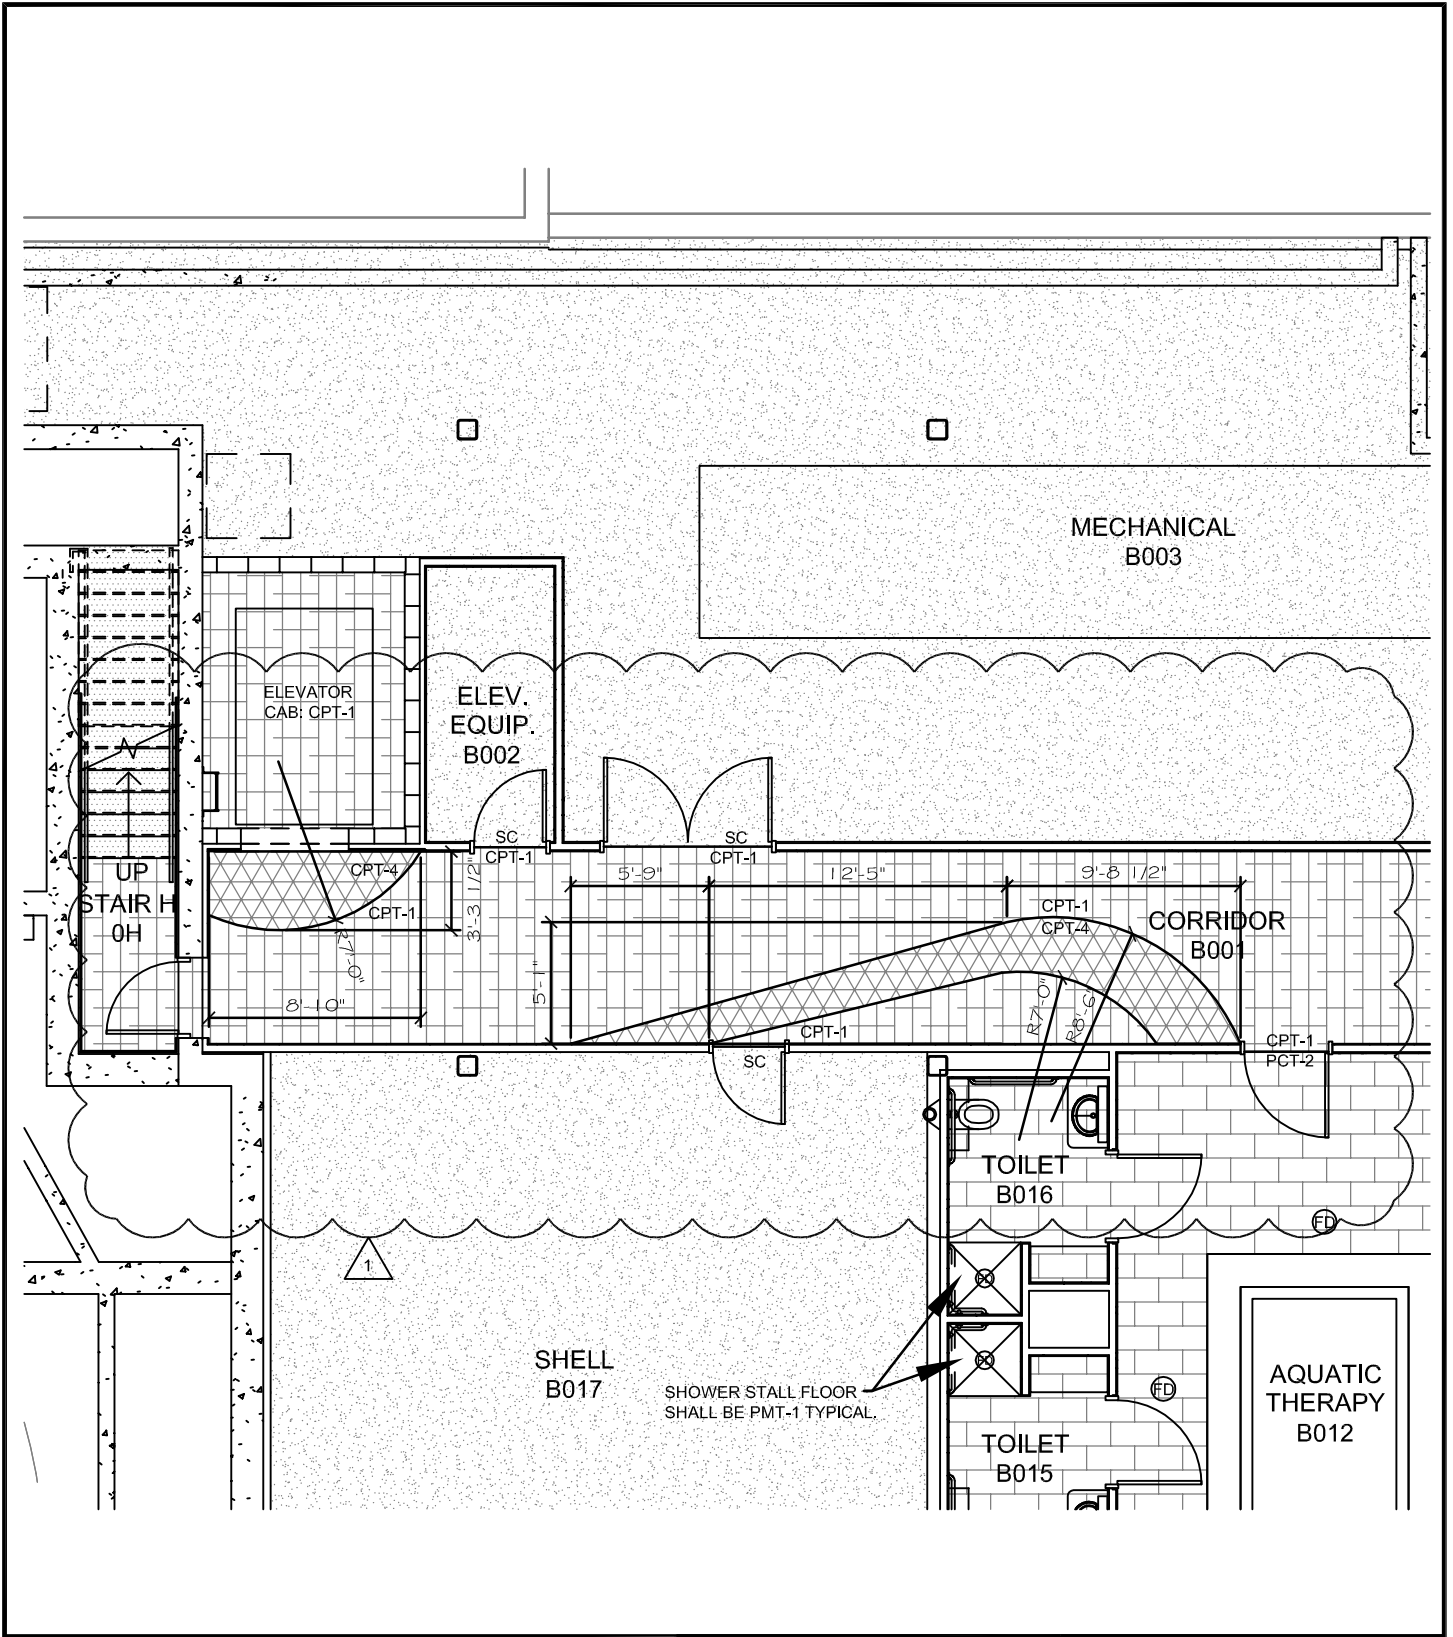 MECHANICAL
B003
ELEVATOR
CAB: CPT-1
ELEV.
EQUIP.
B002
SC
CPT-1
SC
CPT-1
UP
STAIR H
0H
CPT-4
CPT-1
3'-3 1/2"
R7'-0"
8'-10"
5'-9"
12'-5"
9'-8 1/2"
5'-1"
CPT-1
CPT-4
CORRIDOR
B001
R7'-0"
R8'-6"
CPT-1
SC
CPT-1
PCT-2
TOILET
B016
FD
1
SHELL
B017
SHOWER STALL FLOOR
SHALL BE PMT-1 TYPICAL.
FD
TOILET
B015
AQUATIC
THERAPY
B012